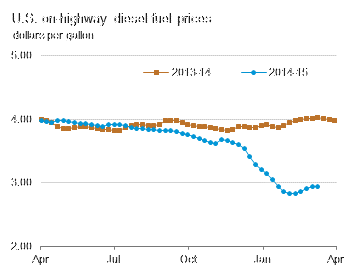 U.S. on-highway diesel fuel prices
dollars per gallon
5.00
2013-14 2014-15
4.00
3.00
2.00
Apr Jul Oct Jan Apr